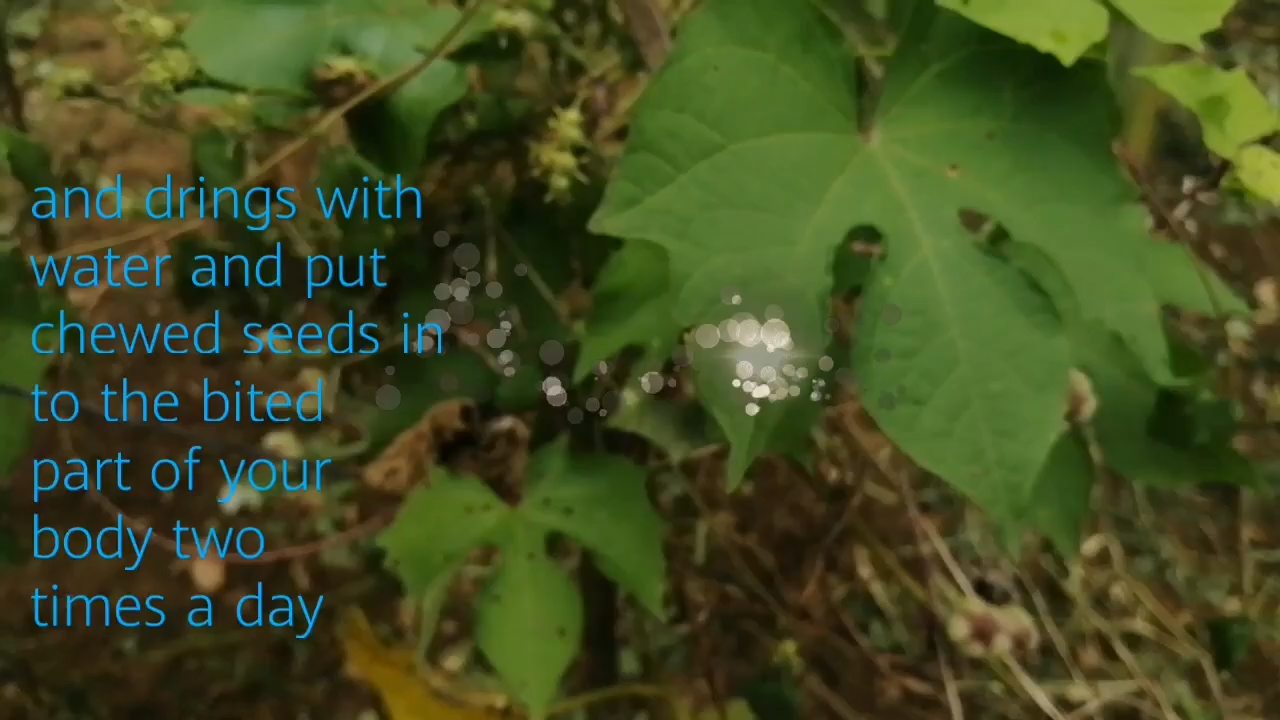 and drings with
water and put
chewed seeds in
to the bited
part of your
body two
times a day